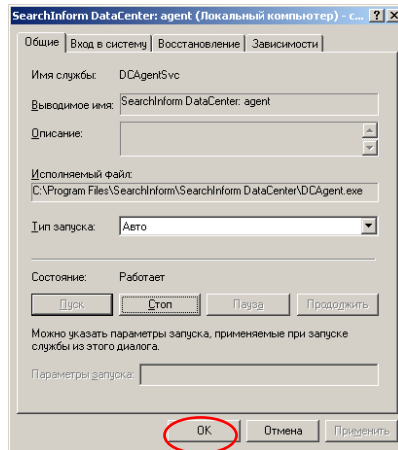 SearchInform DataCenter: agent (Локальный компьютер) - с...
Общие Вход в систему Восстановление Зависимости
Имя службы: DCAgentSvc
Выводимое имя: SearchInform DataCenter: agent
Описание:
Исполняемый файл:
C:\Program Files\SearchInform\SearchInform DataCenter\DCAgent.exe
Тип запуска: Авто
Состояние: Работает
Пуск Стоп Пауза Продолжить
Можно указать параметры запуска, применяемые при запуске
службы из этого диалога.
Параметры запуска:
OK Отмена Применить